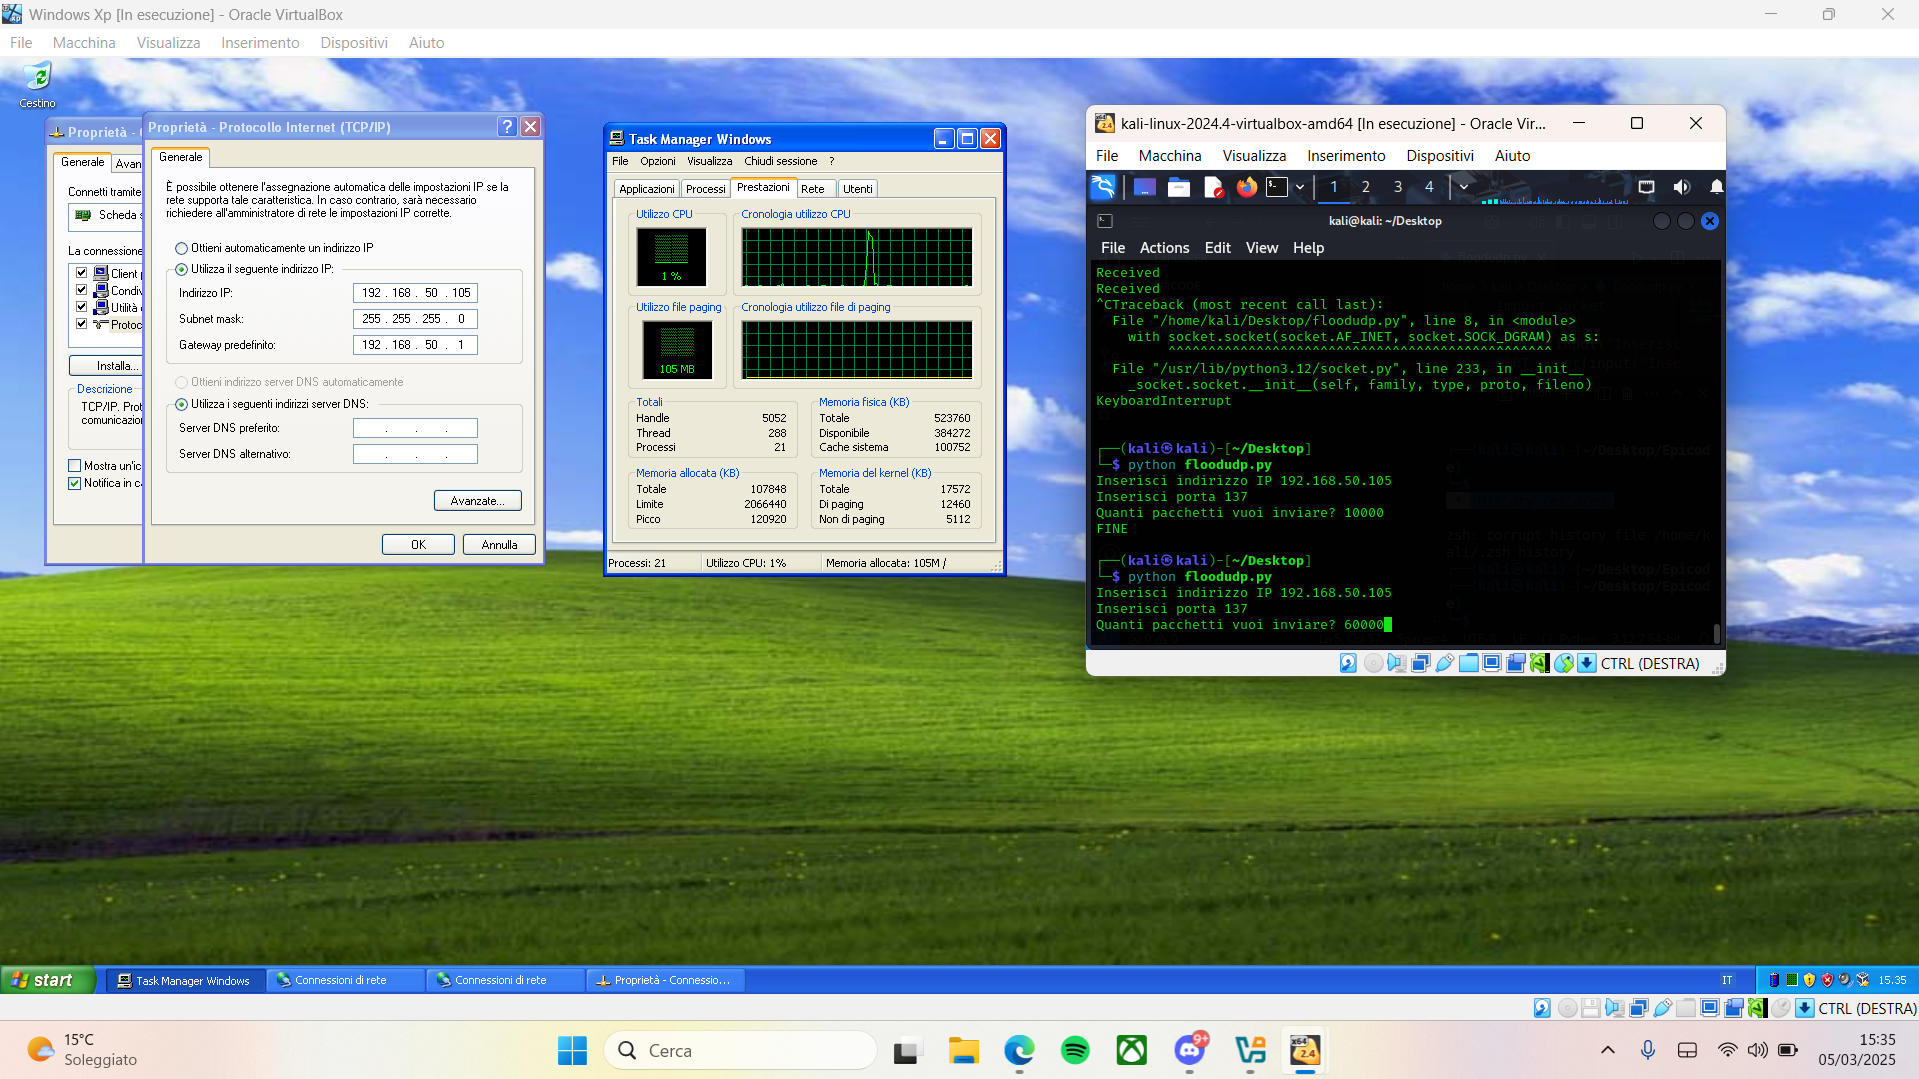 Windows Xp [In esecuzione] - Oracle VirtualBox
File Macchina Visualizza Inserimento Dispositivi Aiuto
Cestino
Proprietà -
Generale
Connetti tramite
Scheda s
La connessione
Client p
Condiv
Utilità
Protoc
Installa...
Descrizione
TCP/IP. Prot
comunicazio
Mostra un'ic
Notifica in ca
Proprietà - Protocollo Internet (TCP/IP)
Generale
È possibile ottenere l'assegnazione automatica delle impostazioni IP se la
rete supporta tale caratteristica. In caso contrario, sarà necessario
richiedere all'amministratore di rete le impostazioni IP corrette.
Ottieni automaticamente un indirizzo IP
Utilizza il seguente indirizzo IP:
Indirizzo IP: 192 . 168 . 50 . 105
Subnet mask: 255 . 255 . 255 . 0
Gateway predefinito: 192 . 168 . 50 . 1
Ottieni indirizzo server DNS automaticamente
Utilizza i seguenti indirizzi server DNS:
Server DNS preferito: . . .
Server DNS alternativo: . . .
Avanzate...
OK Annulla
Task Manager Windows
File Opzioni Visualizza Chiudi sessione ?
Applicazioni Processi Prestazioni Rete Utenti
Utilizzo CPU Cronologia utilizzo CPU
1 %
Utilizzo file paging Cronologia utilizzo file di paging
105 MB
Totali
Handle 5052
Thread 288
Processi 21
Memoria fisica (KB)
Totale 523760
Disponibile 384272
Cache sistema 100752
Memoria allocata (KB)
Totale 107848
Limite 2066440
Picco 120920
Memoria del kernel (KB)
Totale 17572
Di paging 12460
Non di paging 5112
Processi: 21 Utilizzo CPU: 1% Memoria allocata: 105M /
kali-linux-2024.4-virtualbox-amd64 [In esecuzione] - Oracle Vir...
File Macchina Visualizza Inserimento Dispositivi Aiuto
1 2 3 4
kali@kali: ~/Desktop
File Actions Edit View Help
Received
Received
^CTraceback (most recent call last):
File "/home/kali/Desktop/floodudp.py", line 8, in <module>
with socket.socket(socket.AF_INET, socket.SOCK_DGRAM) as s:
^^^^^^^^^^^^^^^^^^^^^^^^^^^^^^^^^^^^^^^^^^^^^^^^
File "/usr/lib/python3.12/socket.py", line 233, in __init__
_socket.socket.__init__(self, family, type, proto, fileno)
KeyboardInterrupt
┌──(kali㉿kali)-[~/Desktop]
└─$ python floodudp.py
Inserisci indirizzo IP 192.168.50.105
Inserisci porta 137
Quanti pacchetti vuoi inviare? 10000
FINE
┌──(kali㉿kali)-[~/Desktop]
└─$ python floodudp.py
Inserisci indirizzo IP 192.168.50.105
Inserisci porta 137
Quanti pacchetti vuoi inviare? 60000
CTRL (DESTRA)
start
Task Manager Windows
Connessioni di rete
Connessioni di rete
Proprietà - Connessio...
IT
15.35
CTRL (DESTRA)
15°C
Soleggiato
Cerca
9+
x64
2.4
15:35
05/03/2025